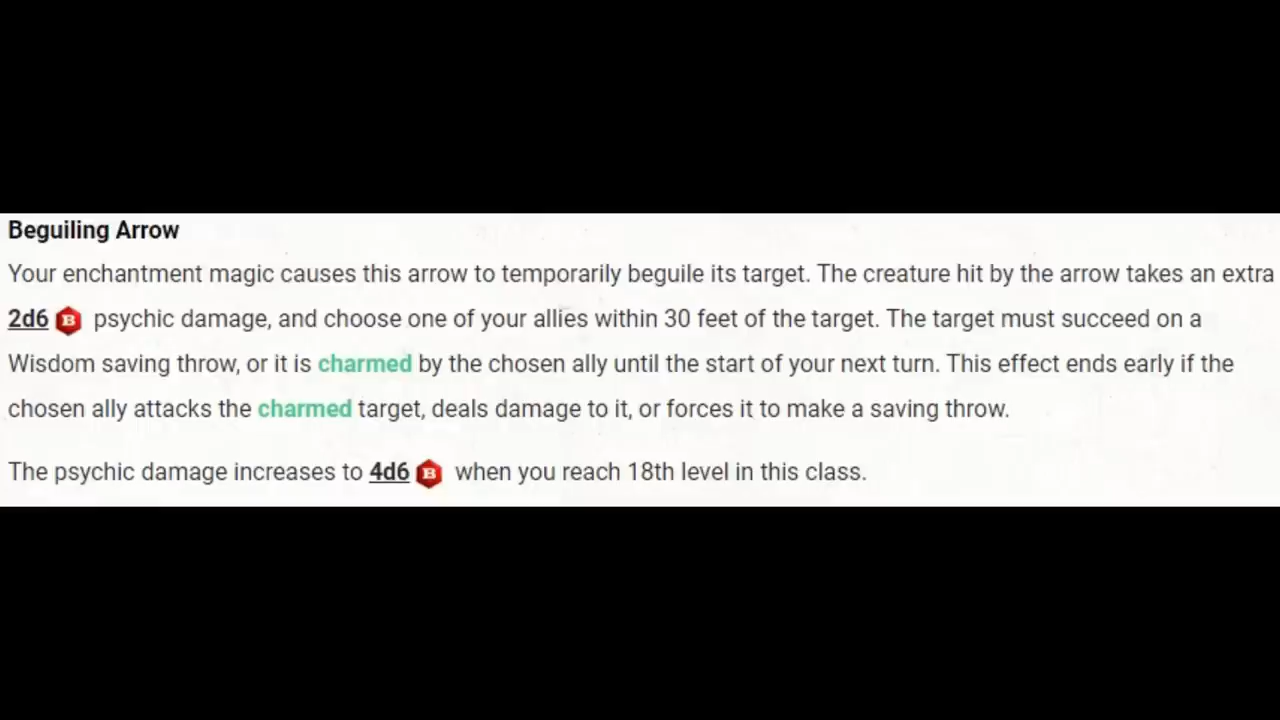 Beguiling Arrow
Your enchantment magic causes this arrow to temporarily beguile its target. The creature hit by the arrow takes an extra
2d6 B psychic damage, and choose one of your allies within 30 feet of the target. The target must succeed on a
Wisdom saving throw, or it is charmed by the chosen ally until the start of your next turn. This effect ends early if the
chosen ally attacks the charmed target, deals damage to it, or forces it to make a saving throw.
The psychic damage increases to 4d6 B when you reach 18th level in this class.